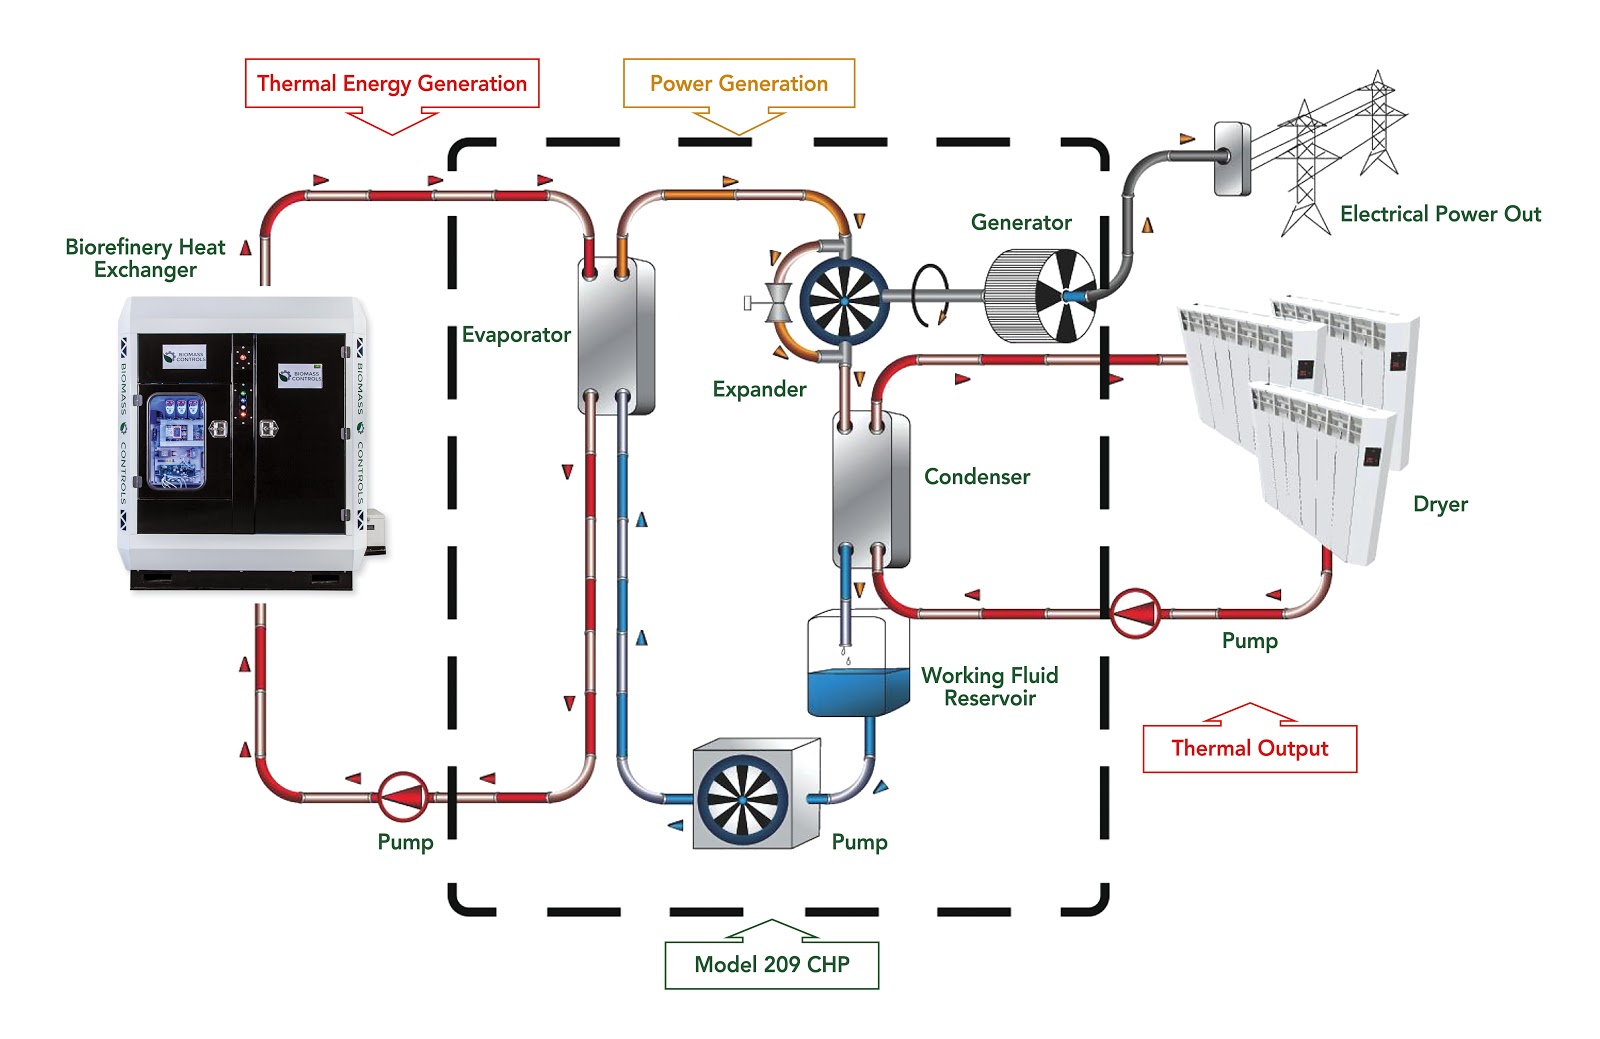 Thermal Energy Generation
Power Generation
Electrical Power Out
Generator
Biorefinery Heat
Exchanger
Evaporator
BIOMASS
CONTROLS
BIOMASS
CONTROLS
BIOMASS CONTROLS
BIOMASS CONTROLS
Expander
Condenser
Dryer
Pump
Working Fluid
Reservoir
Thermal Output
Pump
Pump
Model 209 CHP